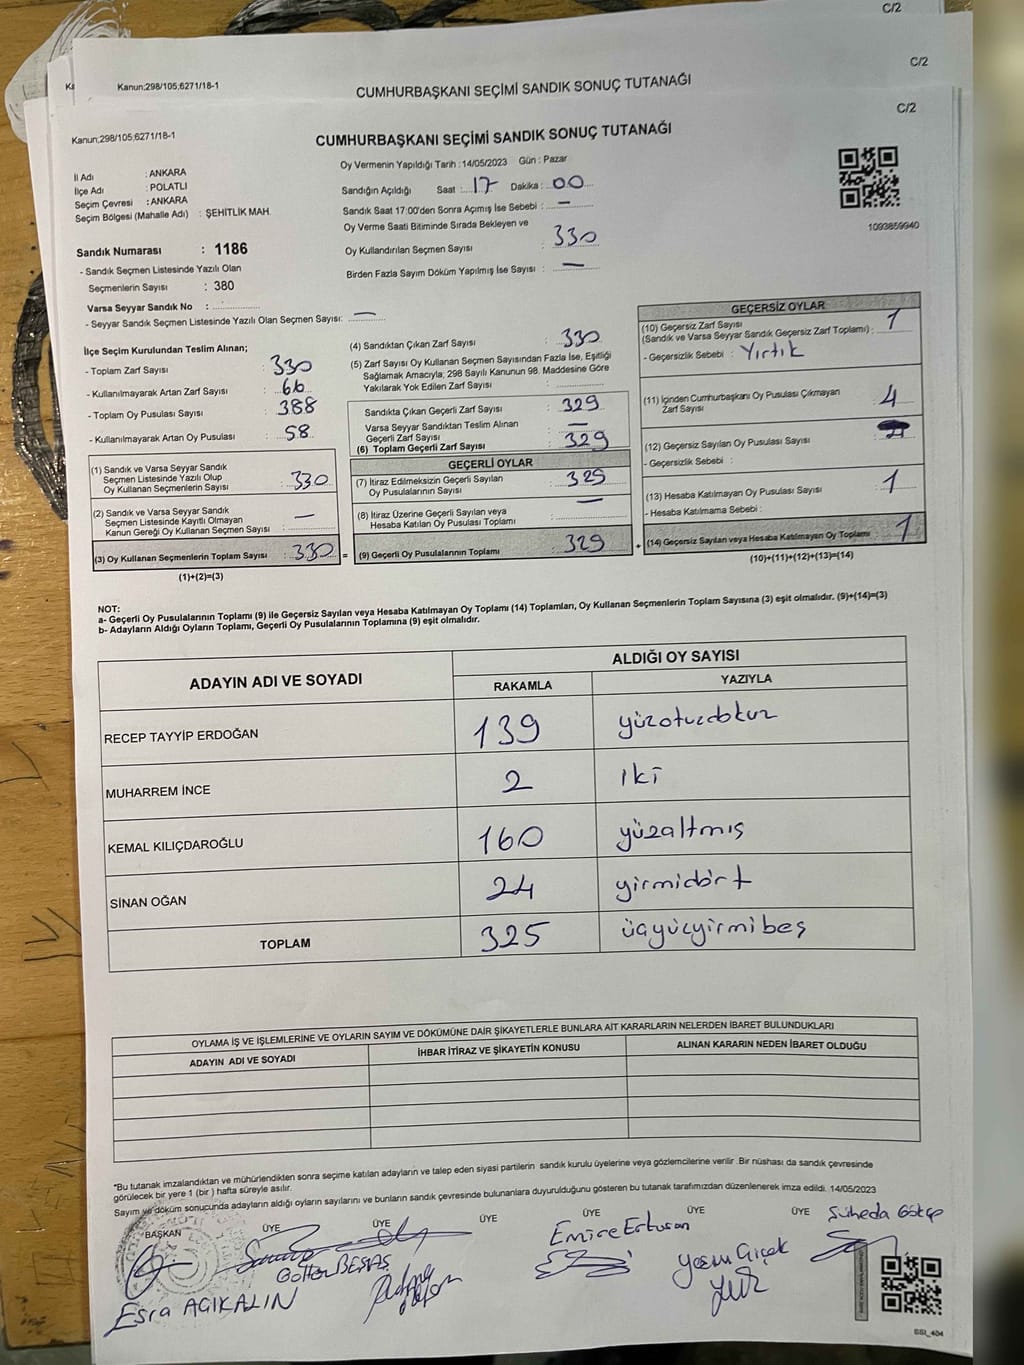 C/2
Kanun;298/105;6271/18-1
CUMHURBAŞKANI SEÇİMİ SANDIK SONUÇ TUTANAĞI
C/2
Kanun;298/105;6271/18-1
CUMHURBAŞKANI SEÇİMİ SANDIK SONUÇ TUTANAĞI
C/2
İl Adı : ANKARA
İlçe Adı : POLATLI
Seçim Çevresi : ANKARA
Seçim Bölgesi (Mahalle Adı) : ŞEHİTLİK MAH.
Sandık Numarası : 1186
- Sandık Seçmen Listesinde Yazılı Olan
Seçmenlerin Sayısı : 380
Varsa Seyyar Sandık No :
- Seyyar Sandık Seçmen Listesinde Yazılı Olan Seçmen Sayısı: —
Oy Vermenin Yapıldığı Tarih : 14/05/2023 Gün : Pazar
Sandığın Açıldığı Saat : 17 Dakika : 00
Sandık Saat 17:00'den Sonra Açımış İse Sebebi : —
Oy Verme Saati Bitiminde Sırada Bekleyen ve
Oy Kullandırılan Seçmen Sayısı : 330
Birden Fazla Sayım Döküm Yapılmış İse Sayısı : —
1093859940
İlçe Seçim Kurulundan Teslim Alınan;
- Toplam Zarf Sayısı : 330
- Kullanılmayarak Artan Zarf Sayısı : 66
- Toplam Oy Pusulası Sayısı : 388
- Kullanılmayarak Artan Oy Pusulası : 58
(1) Sandık ve Varsa Seyyar Sandık
Seçmen Listesinde Yazılı Olup
Oy Kullanan Seçmenlerin Sayısı : 330
(2) Sandık ve Varsa Seyyar Sandık
Seçmen Listesinde Kayıtlı Olmayan
Kanun Gereği Oy Kullanan Seçmen Sayısı : —
(3) Oy Kullanan Seçmenlerin Toplam Sayısı : 330 =
(1)+(2)=(3)
(4) Sandıktan Çıkan Zarf Sayısı : 330
(5) Zarf Sayısı Oy Kullanan Seçmen Sayısından Fazla İse, Eşitliği
Sağlamak Amacıyla; 298 Sayılı Kanunun 98. Maddesine Göre
Yakılarak Yok Edilen Zarf Sayısı :
Sandıkta Çıkan Geçerli Zarf Sayısı : 329
Varsa Seyyar Sandıktan Teslim Alınan
Geçerli Zarf Sayısı : —
(6) Toplam Geçerli Zarf Sayısı : 329
GEÇERLİ OYLAR
(7) İtiraz Edilmeksizin Geçerli Sayılan
Oy Pusulalarının Sayısı : 325
(8) İtiraz Üzerine Geçerli Sayılan veya
Hesaba Katılan Oy Pusulası Toplamı : —
(9) Geçerli Oy Pusulalarının Toplamı : 329 +
GEÇERSİZ OYLAR
(10) Geçersiz Zarf Sayısı
(Sandık ve Varsa Seyyar Sandık Geçersiz Zarf Toplamı) : 1
- Geçersizlik Sebebi : Yırtık
(11) İçinden Cumhurbaşkanı Oy Pusulası Çıkmayan
Zarf Sayısı : 4
(12) Geçersiz Sayılan Oy Pusulası Sayısı :
- Geçersizlik Sebebi :
(13) Hesaba Katılmayan Oy Pusulası Sayısı : 1
- Hesaba Katılmama Sebebi :
(14) Geçersiz Sayılan veya Hesaba Katılmayan Oy Toplamı : 1
(10)+(11)+(12)+(13)=(14)
NOT:
a- Geçerli Oy Pusulalarının Toplamı (9) ile Geçersiz Sayılan veya Hesaba Katılmayan Oy Toplamı (14) Toplamları, Oy Kullanan Seçmenlerin Toplam Sayısına (3) eşit olmalıdır. (9)+(14)=(3)
b- Adayların Aldığı Oyların Toplamı, Geçerli Oy Pusulalarının Toplamına (9) eşit olmalıdır.
ADAYIN ADI VE SOYADI
ALDIĞI OY SAYISI
RAKAMLA YAZIYLA
RECEP TAYYİP ERDOĞAN 139 yüzotuzdokuz
MUHARREM İNCE 2 iki
KEMAL KILIÇDAROĞLU 160 yüzaltmış
SİNAN OĞAN 24 yirmidört
TOPLAM 325 üçyüzyirmibeş
OYLAMA İŞ VE İŞLEMLERİNE VE OYLARIN SAYIM VE DÖKÜMÜNE DAİR ŞİKAYETLERLE BUNLARA AİT KARARLARIN NELERDEN İBARET BULUNDUKLARI
ADAYIN ADI VE SOYADI İHBAR İTİRAZ VE ŞİKAYETİN KONUSU ALINAN KARARIN NEDEN İBARET OLDUĞU
*Bu tutanak imzalandıktan ve mühürlendikten sonra seçime katılan adayların ve talep eden siyasi partilerin sandık kurulu üyelerine veya gözlemcilerine verilir .Bir nüshası da sandık çevresinde
görülecek bir yere 1 (bir ) hafta süreyle asılır.
Sayım ve döküm sonucunda adayların aldığı oyların sayılarını ve bunların sandık çevresinde bulunanlara duyurulduğunu gösteren bu tutanak tarafımızdan düzenlenerek imza edildi. 14/05/2023
BAŞKAN ÜYE ÜYE ÜYE ÜYE ÜYE ÜYE
Esra AÇIKALIN
Gülten BEŞTAŞ
Emine Ertusan
Yasin Çiçek
Süheda Gökçe
SSI_404